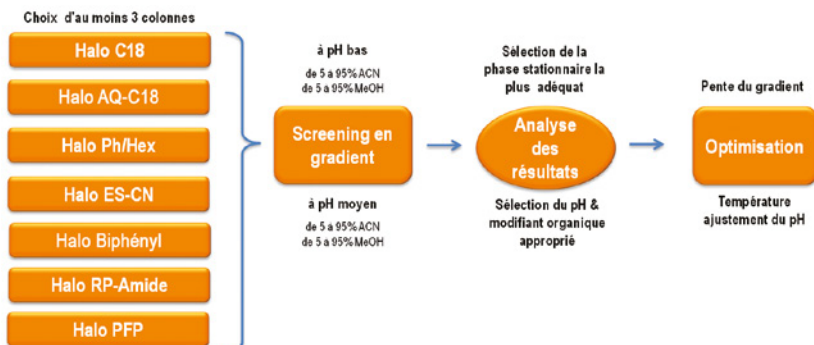 Choix d'au moins 3 colonnes
Halo C18
Halo AQ-C18
Halo Ph/Hex
Halo ES-CN
Halo Biphényl
Halo RP-Amide
Halo PFP
à pH bas
de 5 à 95% ACN
de 5 à 95% MeOH
Screening en
gradient
à pH moyen
de 5 à 95% ACN
de 5 à 95% MeOH
Sélection de la
phase stationnaire la
plus adéquat
Analyse
des
résultats
Sélection du pH &
modifiant organique
approprié
Pente du gradient
Optimisation
Température
ajustement du pH